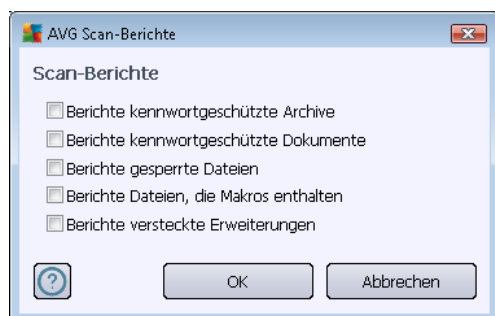 AVG Scan-Berichte
Scan-Berichte
Berichte kennwortgeschützte Archive
Berichte kennwortgeschützte Dokumente
Berichte gesperrte Dateien
Berichte Dateien, die Makros enthalten
Berichte versteckte Erweiterungen
? OK Abbrechen